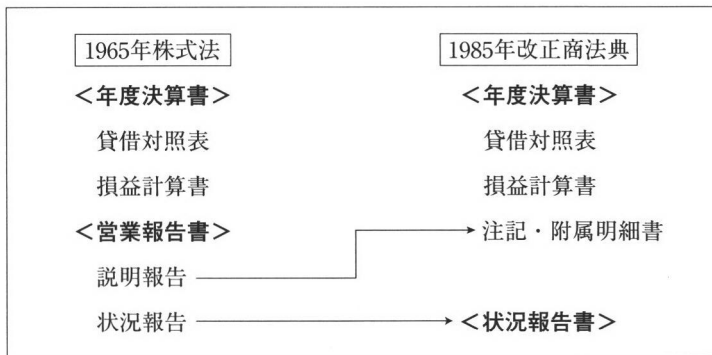 1965年株式法
<年度決算書>
貸借対照表
損益計算書
<営業報告書>
説明報告
状況報告
1985年改正商法典
<年度決算書>
貸借対照表
損益計算書
注記・附属明細書
<状況報告書>